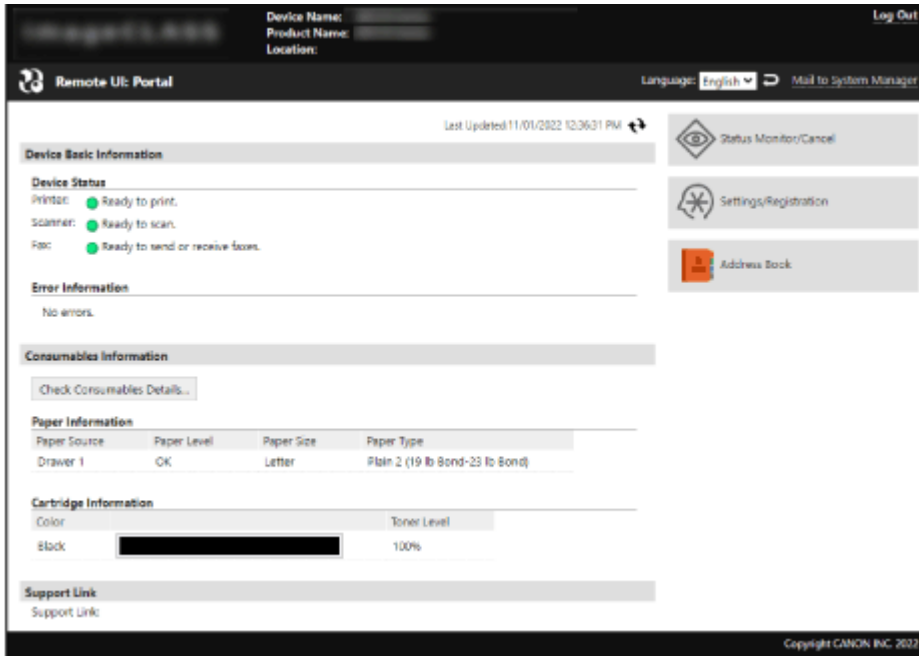 Device Name:
Product Name:
Location:
Log Out
Remote UI: Portal
Language: English Mail to System Manager
Last Updated:11/01/2022 12:36:31 PM
Device Basic Information
Device Status
Printer: Ready to print.
Scanner: Ready to scan.
Fax: Ready to send or receive faxes.
Error Information
No errors.
Consumables Information
Check Consumables Details...
Paper Information
Paper Source Paper Level Paper Size Paper Type
Drawer 1 OK Letter Plain 2 (19 lb Bond-23 lb Bond)
Cartridge Information
Color Toner Level
Black 100%
Support Link
Support Link:
Status Monitor/Cancel
Settings/Registration
Address Book
Copyright CANON INC. 2022